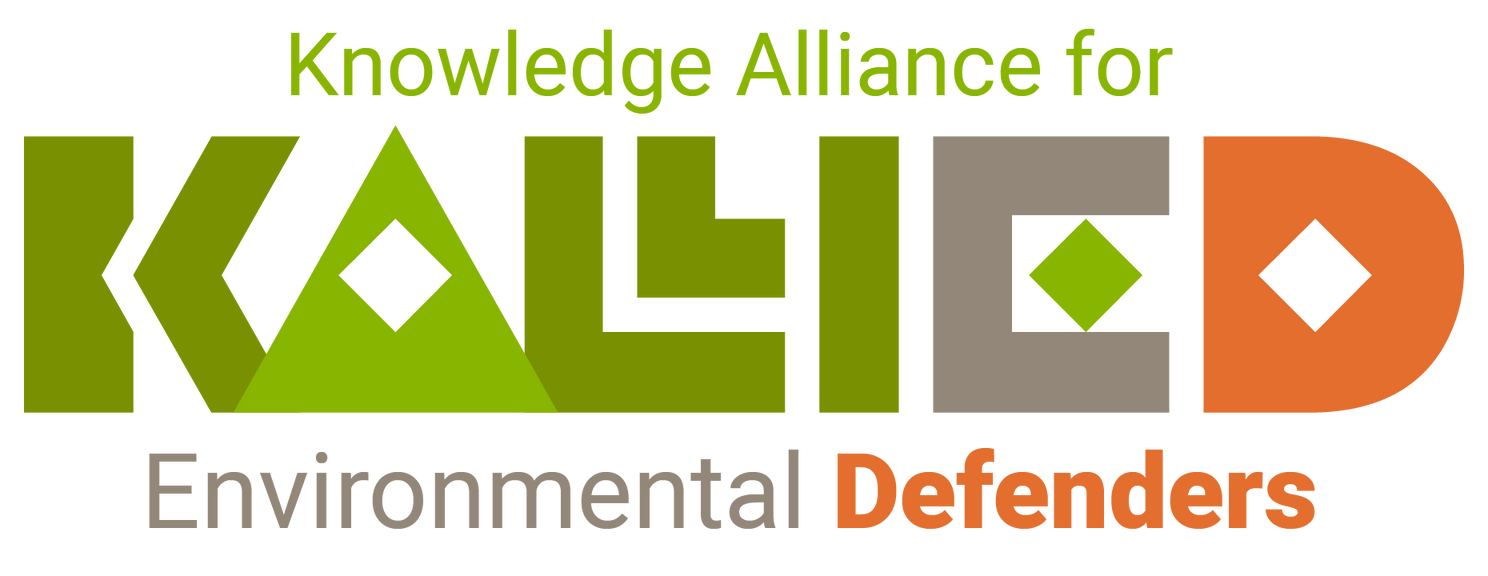 Knowledge Alliance for
KALLIED
Environmental Defenders